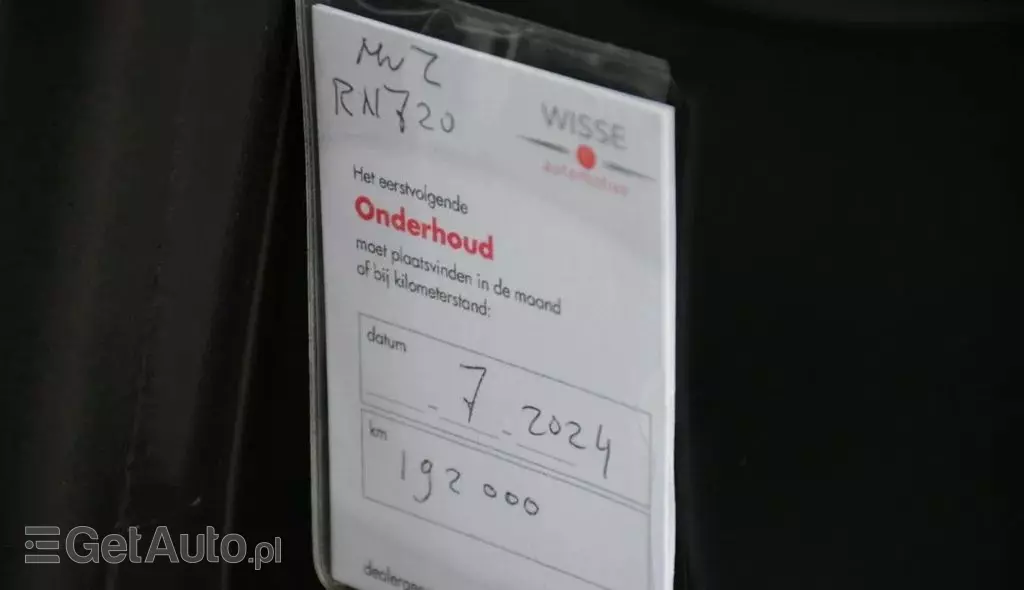 RN720
WISSE
automotive
Het eerstvolgende
Onderhoud
moet plaatsvinden in de maand
of bij kilometerstand:
datum
- 7 - 2024
km
192 000
GetAuto.pl